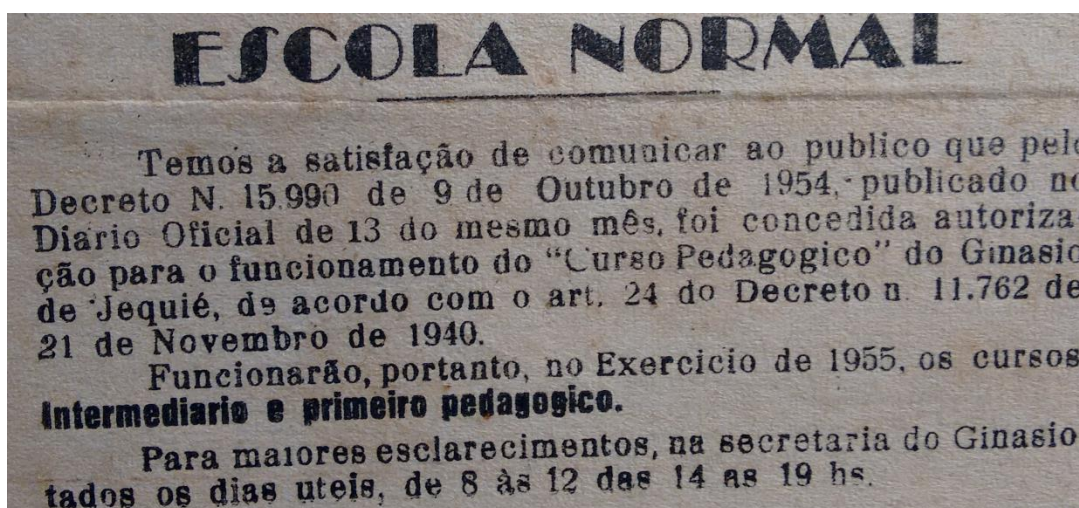 ESCOLA NORMAL
Temos a satisfação de comunicar ao publico que pelo
Decreto N. 15.990 de 9 de Outubro de 1954, publicado no
Diário Oficial de 13 do mesmo mês, foi concedida autoriza-
ção para o funcionamento do "Curso Pedagogico" do Ginasio
de Jequié, de acordo com o art. 24 do Decreto n. 11.762 de
21 de Novembro de 1940.
Funcionarão, portanto, no Exercicio de 1955, os cursos
Intermediario e primeiro pedagogico.
Para maiores esclarecimentos, na secretaria do Ginasio
tados os dias uteis, de 8 às 12 das 14 as 19 hs.